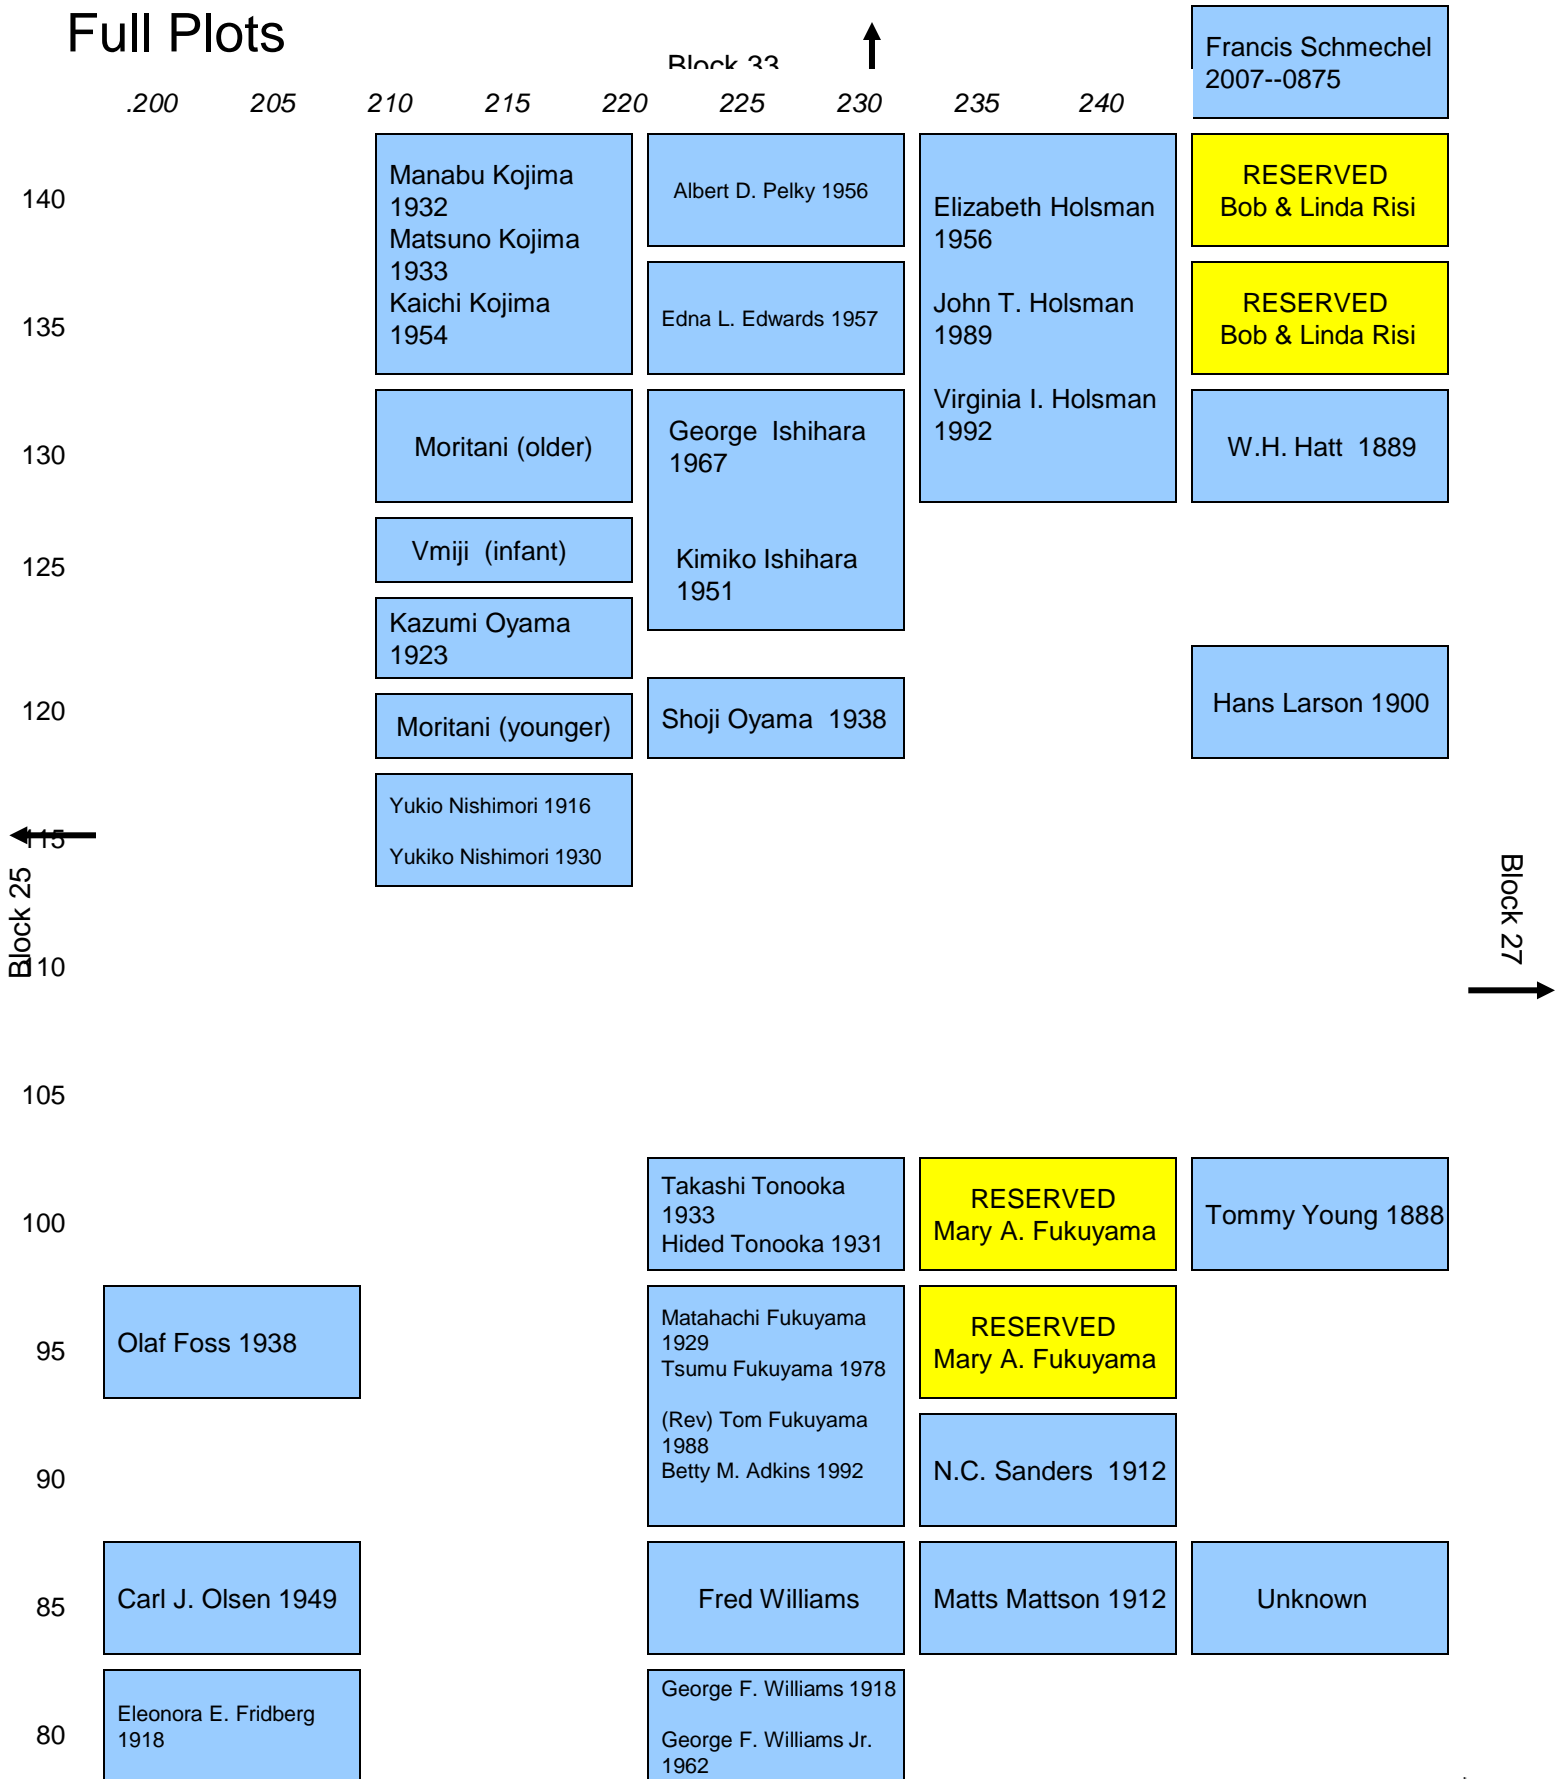 Full Plots
Block 33
Francis Schmechel
2007--0875
.200 205 210 215 220 225 230 235 240
140
Manabu Kojima
1932
Matsuno Kojima
1933
Kaichi Kojima
1954
Albert D. Pelky 1956
Elizabeth Holsman
1956
John T. Holsman
1989
Virginia I. Holsman
1992
RESERVED
Bob & Linda Risi
135
Edna L. Edwards 1957
RESERVED
Bob & Linda Risi
130
Moritani (older)
George Ishihara
1967
Kimiko Ishihara
1951
W.H. Hatt 1889
125
Vmiji (infant)
Kazumi Oyama
1923
120
Moritani (younger)
Shoji Oyama 1938
Hans Larson 1900
115
Yukio Nishimori 1916
Yukiko Nishimori 1930
Block 25
Block 27
110
105
100
Takashi Tonooka
1933
Hided Tonooka 1931
RESERVED
Mary A. Fukuyama
Tommy Young 1888
95
Olaf Foss 1938
Matahachi Fukuyama
1929
Tsumu Fukuyama 1978
(Rev) Tom Fukuyama
1988
Betty M. Adkins 1992
RESERVED
Mary A. Fukuyama
90
N.C. Sanders 1912
85
Carl J. Olsen 1949
Fred Williams
Matts Mattson 1912
Unknown
80
Eleonora E. Fridberg
1918
George F. Williams 1918
George F. Williams Jr.
1962